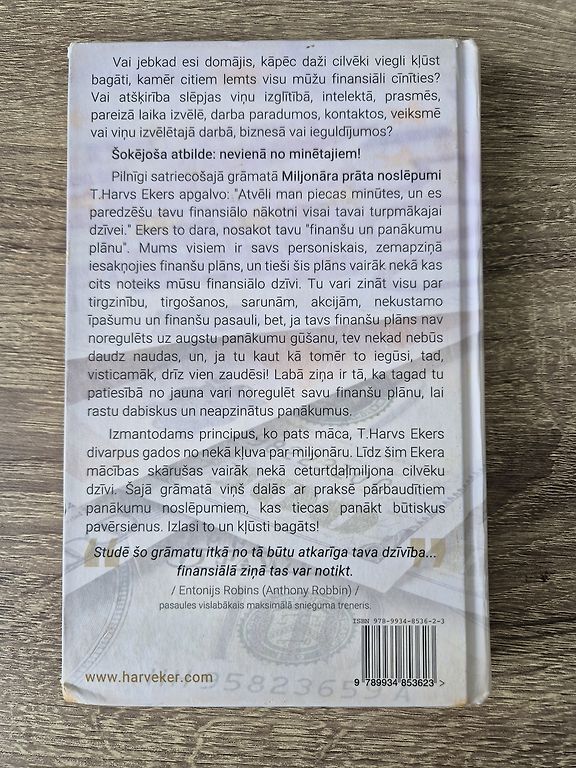 Vai jebkad esi domājis, kāpēc daži cilvēki viegli kļūst
bagāti, kamēr citiem lemts visu mūžu finansiāli cīnīties?
Vai atšķirība slēpjas viņu izglītībā, intelektā, prasmēs,
pareizā laika izvēlē, darba paradumos, kontaktos, veiksmē
vai viņu izvēlētajā darbā, biznesā vai ieguldījumos?
Šokējoša atbilde: nevienā no minētajiem!
Pilnīgi satriecošajā grāmatā Miljonāra prāta noslēpumi
T.Harvs Ekers apgalvo: "Atvēli man piecas minūtes, un es
paredzēšu tavu finansiālo nākotni visai tavai turpmākajai
dzīvei." Ekers to dara, nosakot tavu "finanšu un panākumu
plānu". Mums visiem ir savs personiskais, zemapziņā
iesakņojies finanšu plāns, un tieši šis plāns vairāk nekā kas
cits noteiks mūsu finansiālo dzīvi. Tu vari zināt visu par
tirgzinību, tirgošanos, sarunām, akcijām, nekustamo
īpašumu un finanšu pasauli, bet, ja tavs finanšu plāns nav
noregulēts uz augstu panākumu gūšanu, tev nekad nebūs
daudz naudas, un, ja tu kaut kā tomēr to iegūsi, tad,
visticamāk, drīz vien zaudēsi! Labā ziņa ir tā, ka tagad tu
patiesībā no jauna vari noregulēt savu finanšu plānu, lai
rastu dabiskus un neapzinātus panākumus.
Izmantodams principus, ko pats māca, T.Harvs Ekers
divarpus gados no nekā kļuva par miljonāru. Līdz šim Ekera
mācības skārušas vairāk nekā ceturtdaļmiljona cilvēku
dzīvi. Šajā grāmatā viņš dalās ar praksē pārbaudītiem
panākumu noslēpumiem, kas tiecas panākt būtiskus
pavērsienus. Izlasi to un kļūsti bagāts!
"Studē šo grāmatu itkā no tā būtu atkarīga tava dzīvība...
finansiālā ziņā tas var notikt."
/ Entonijs Robins (Anthony Robbin) /
pasaules vislabākais maksimālā snieguma treneris.
ISBN 978-9934-8536-2-3
9 789934 853623 >
www.harveker.com
9582365 A